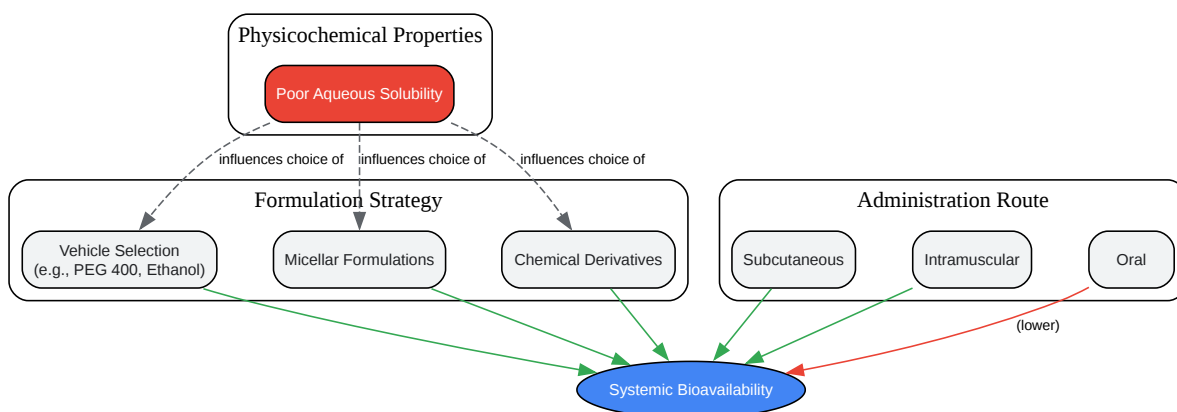 Physicochemical Properties
Poor Aqueous Solubility
influences choice of
influences choice of
influences choice of
Formulation Strategy
Administration Route
Vehicle Selection
(e.g., PEG 400, Ethanol)
Micellar Formulations
Chemical Derivatives
Subcutaneous
Intramuscular
Oral
(lower)
Systemic Bioavailability